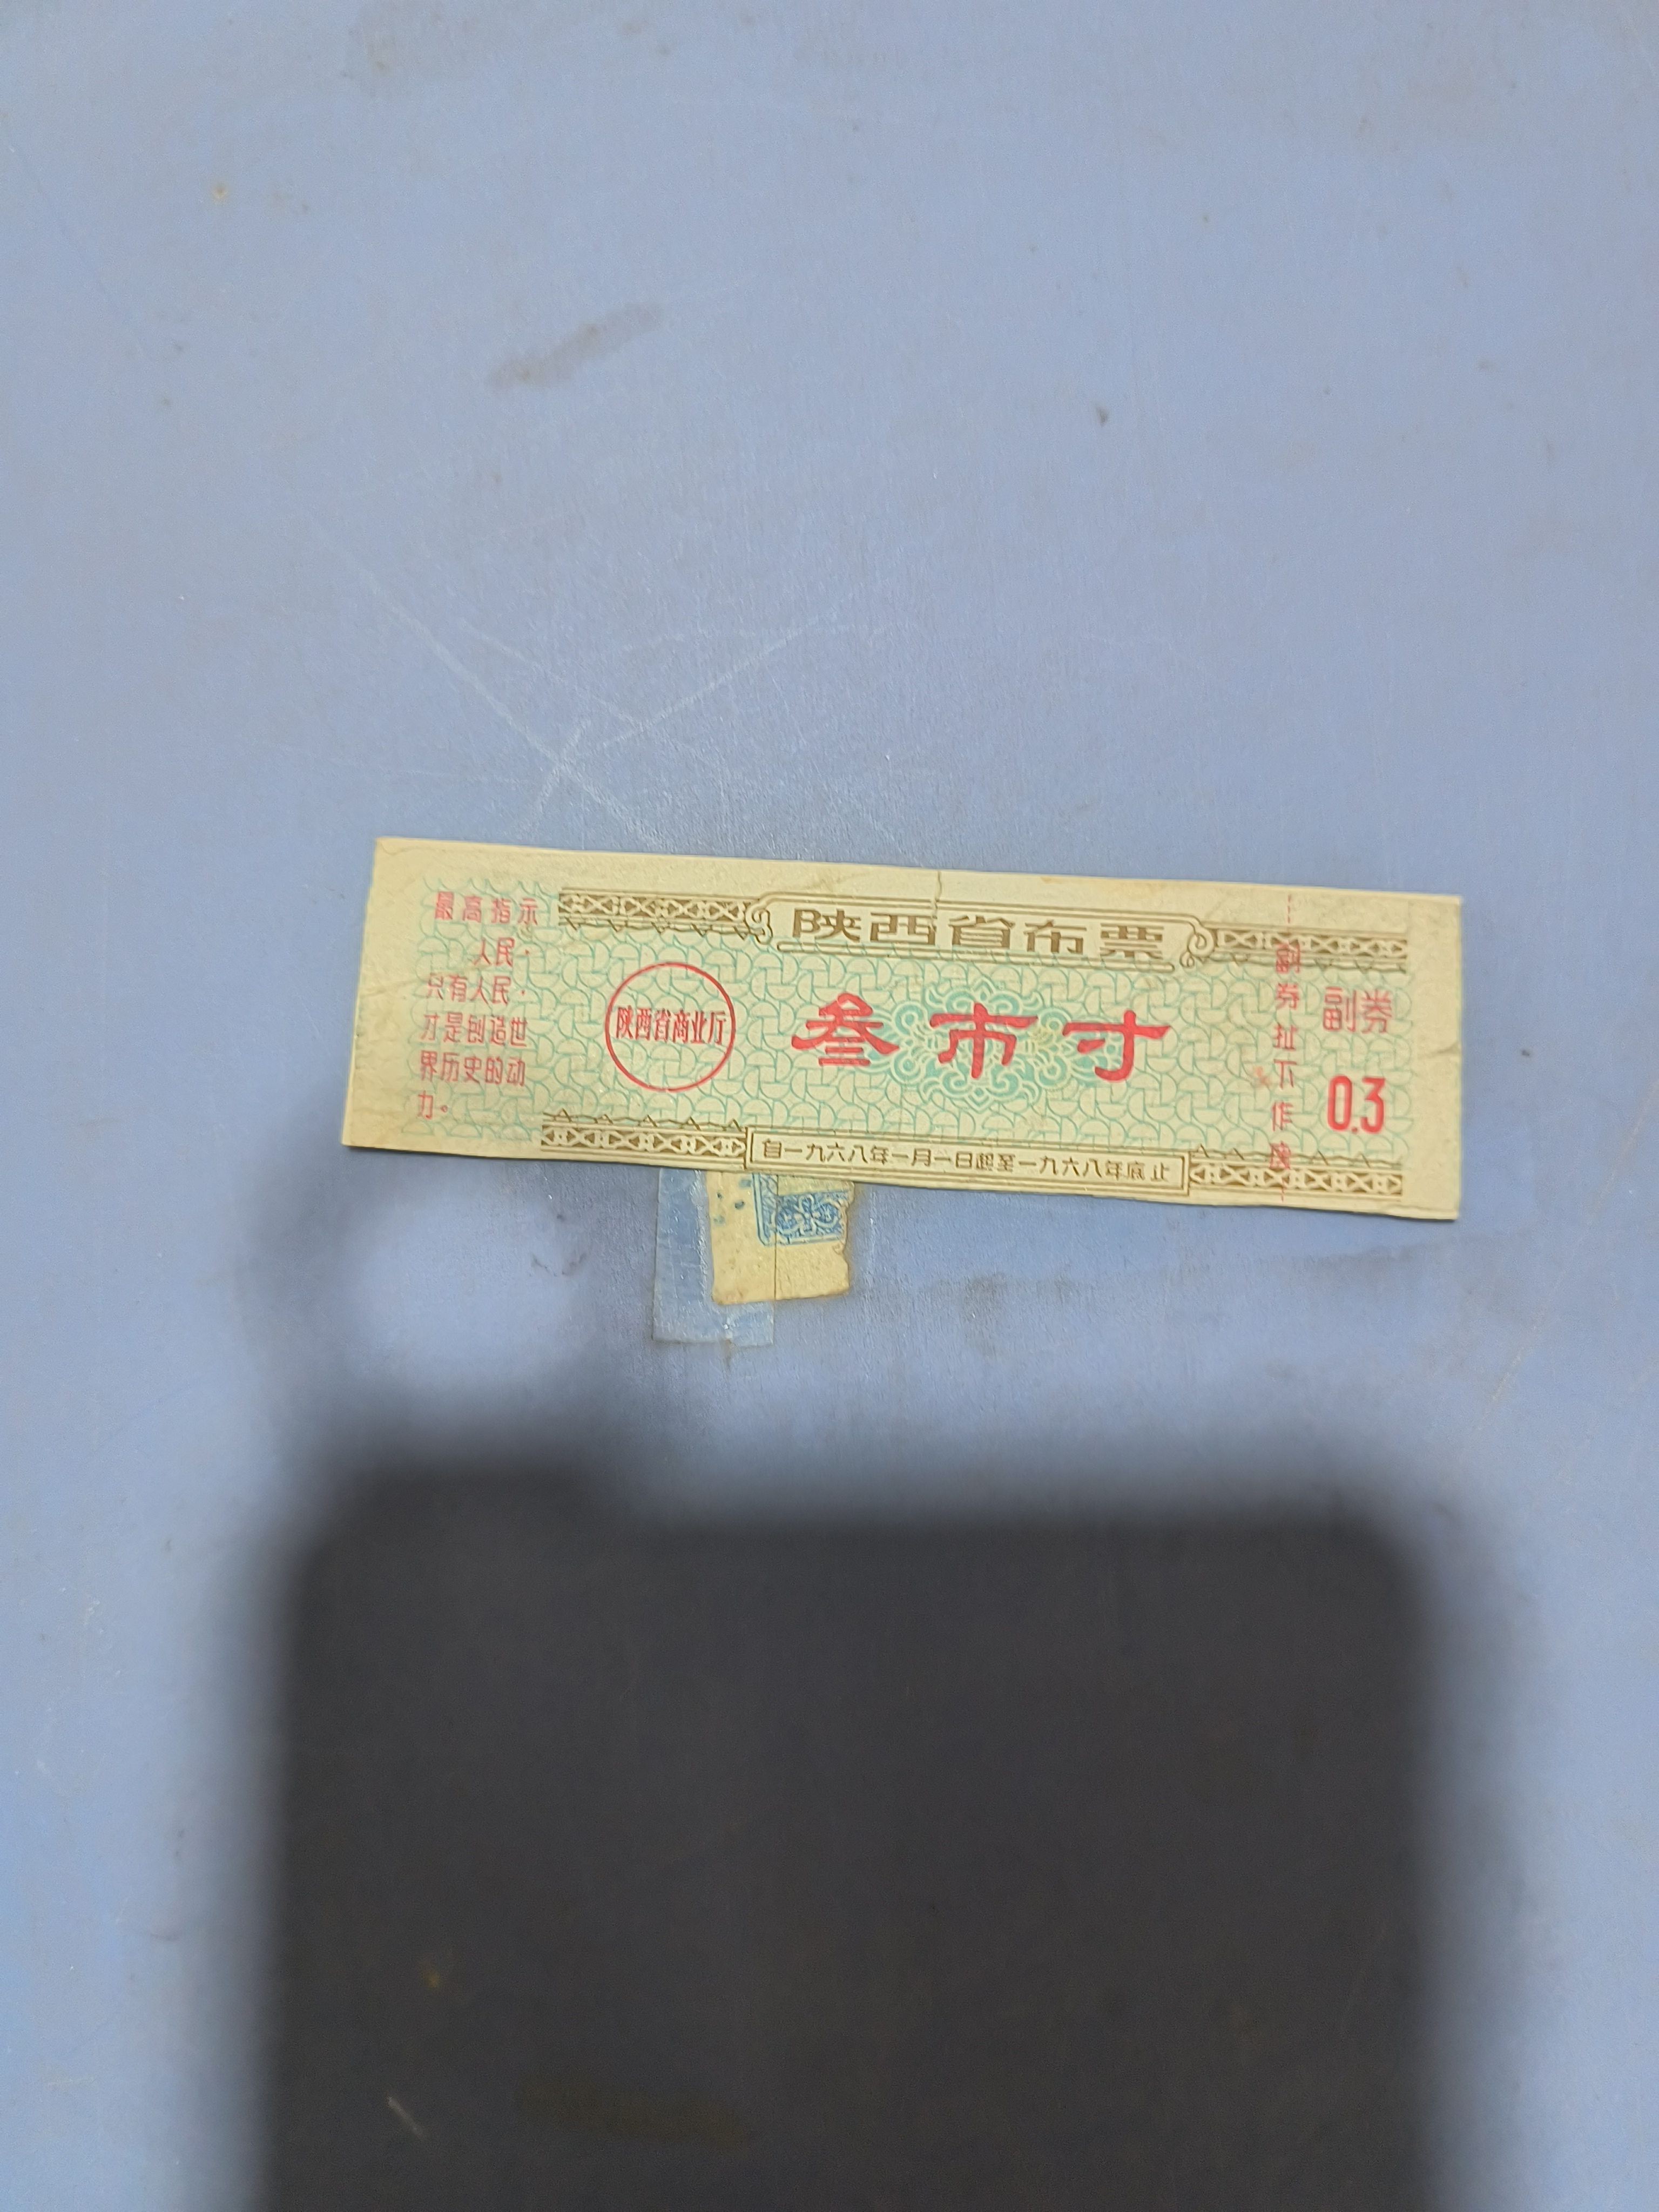 最高指示
人民，
只有人民，
才是创造世
界历史的动
力。
陕西省布票
陕西省商业厅
叁市寸
自一九六八年一月一日起至一九六八年底止
副券扯下作废
副券
0.3